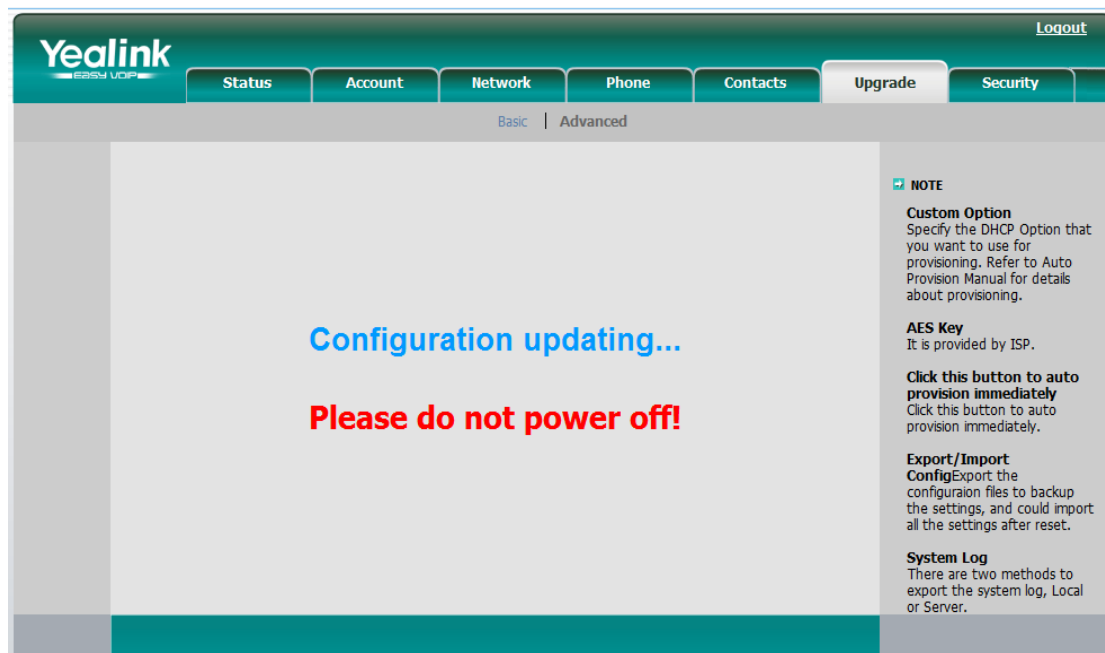 Logout
Yealink
EASY VOIP
Status Account Network Phone Contacts Upgrade Security
Basic | Advanced
NOTE
Custom Option
Specify the DHCP Option that
you want to use for
provisioning. Refer to Auto
Provision Manual for details
about provisioning.
AES Key
It is provided by ISP.
Click this button to auto
provision immediately
Click this button to auto
provision immediately.
Export/Import
ConfigExport the
configuraion files to backup
the settings, and could import
all the settings after reset.
System Log
There are two methods to
export the system log, Local
or Server.
Configuration updating...
Please do not power off!